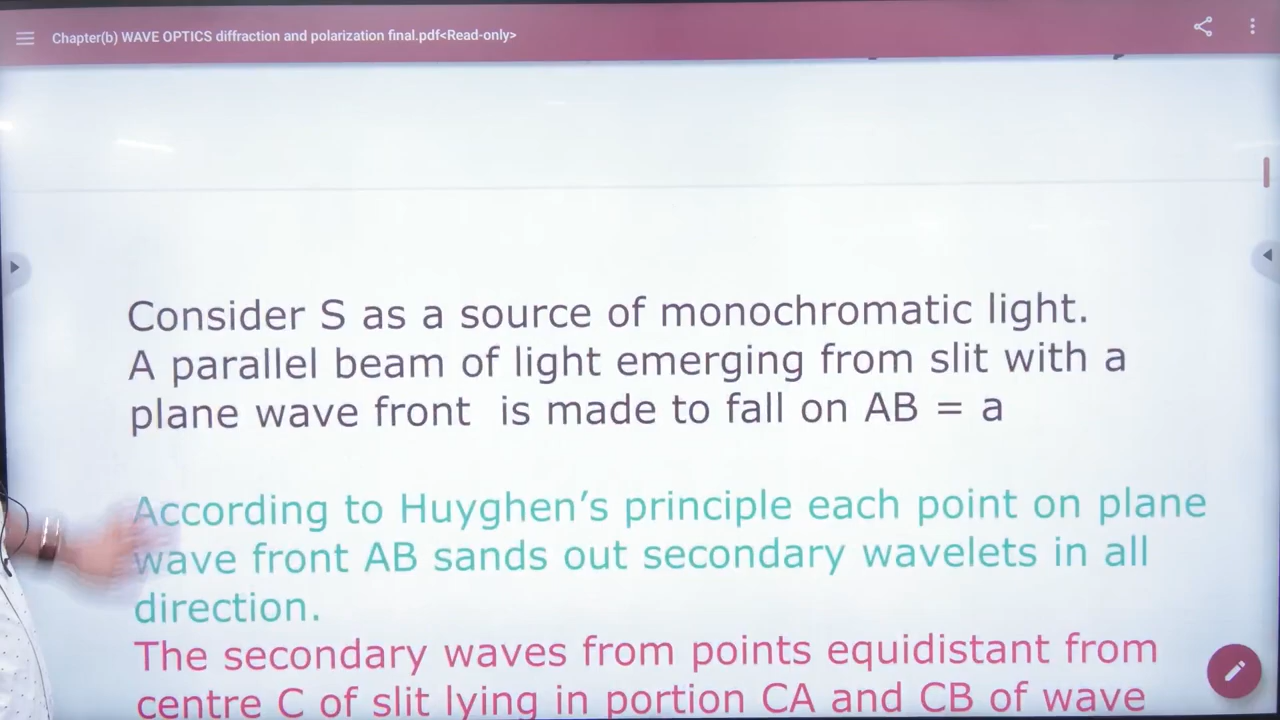 Chapter(b) WAVE OPTICS diffraction and polarization final.pdf<Read-only>
Consider S as a source of monochromatic light.
A parallel beam of light emerging from slit with a
plane wave front is made to fall on AB = a
According to Huyghen’s principle each point on plane
wave front AB sands out secondary wavelets in all
direction.
The secondary waves from points equidistant from
centre C of slit lying in portion CA and CB of wave